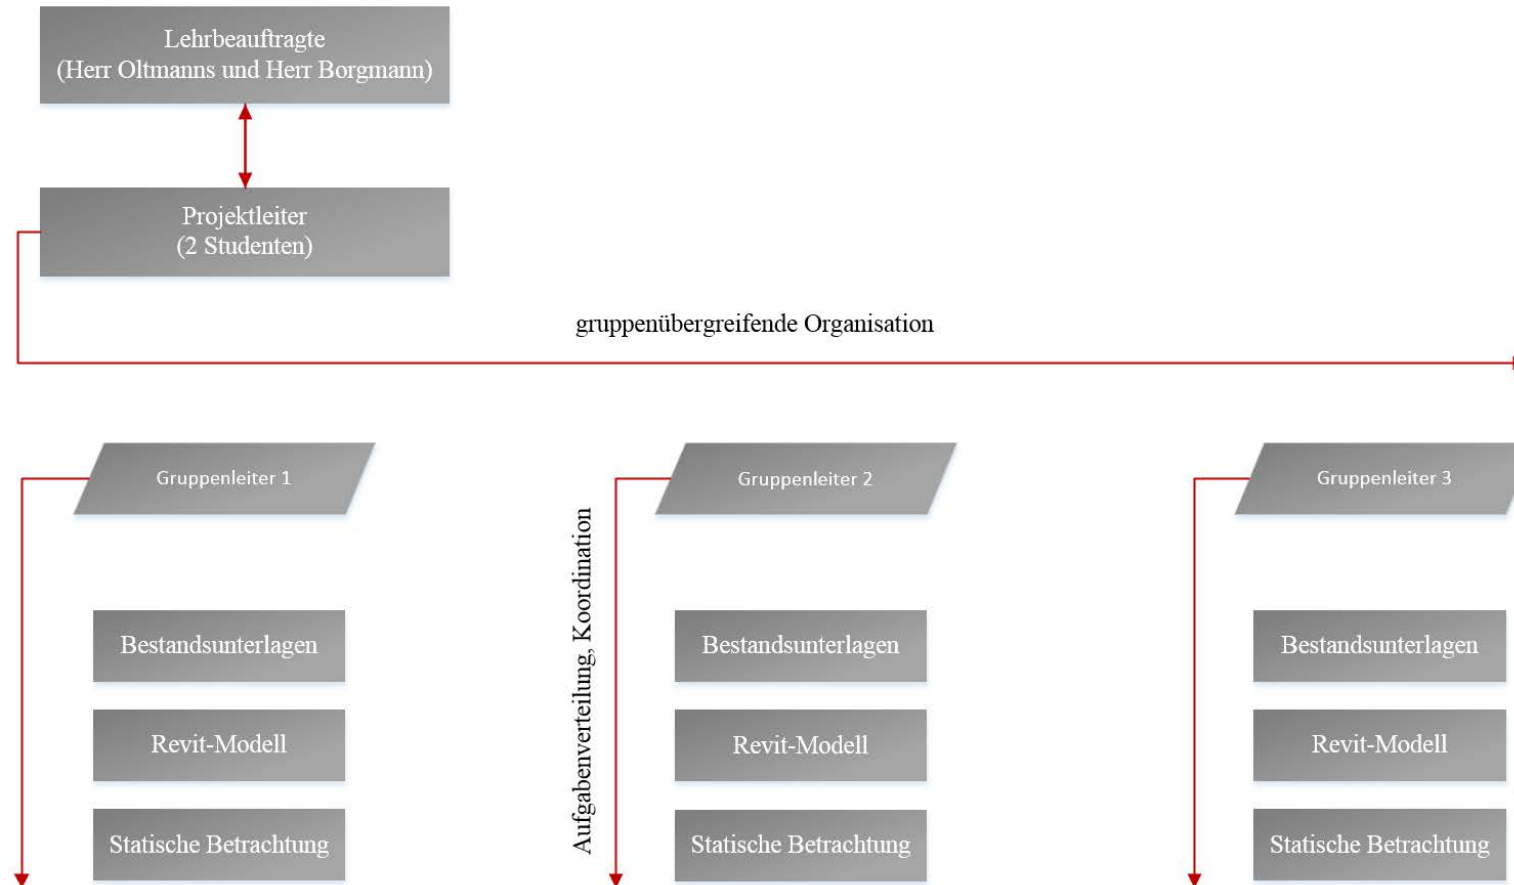 Lehrbeauftragte
(Herr Oltmanns und Herr Borgmann)
Projektleiter
(2 Studenten)
gruppenübergreifende Organisation
Gruppenleiter 1
Gruppenleiter 2
Gruppenleiter 3
Aufgabenverteilung, Koordination
Bestandsunterlagen
Bestandsunterlagen
Bestandsunterlagen
Revit-Modell
Revit-Modell
Revit-Modell
Statische Betrachtung
Statische Betrachtung
Statische Betrachtung